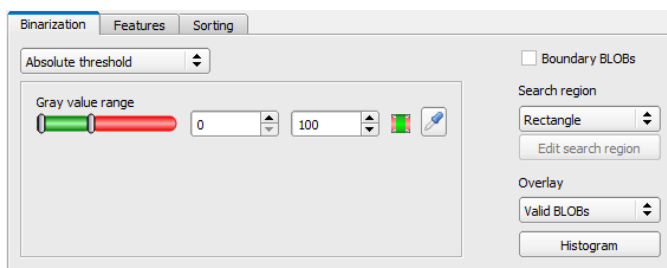 Binarization Features Sorting
Absolute threshold
Boundary BLOBs
Gray value range
0 100
Search region
Rectangle
Edit search region
Overlay
Valid BLOBs
Histogram